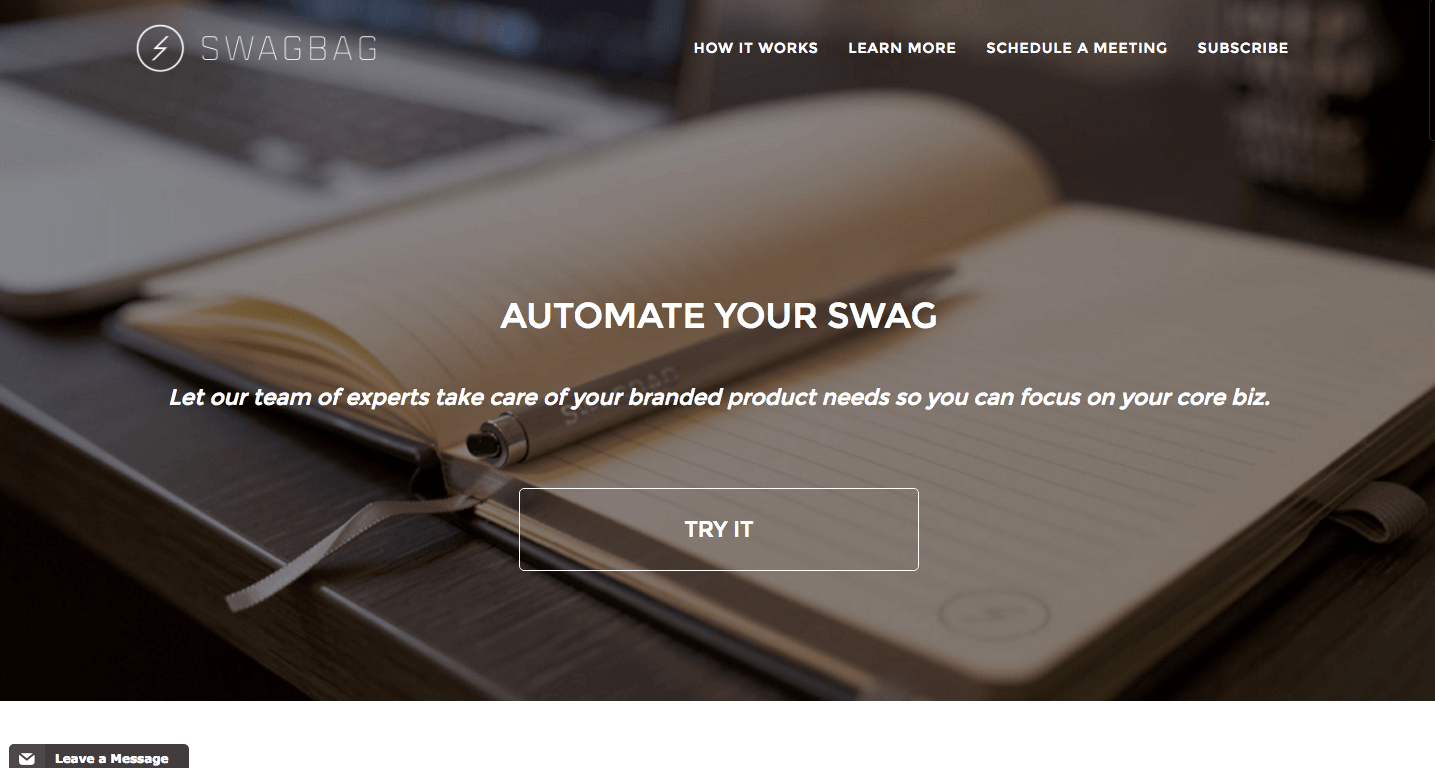 SWAGBAG
HOW IT WORKS LEARN MORE SCHEDULE A MEETING SUBSCRIBE
AUTOMATE YOUR SWAG
Let our team of experts take care of your branded product needs so you can focus on your core biz.
SWAGBAG
TRY IT
Leave a Message